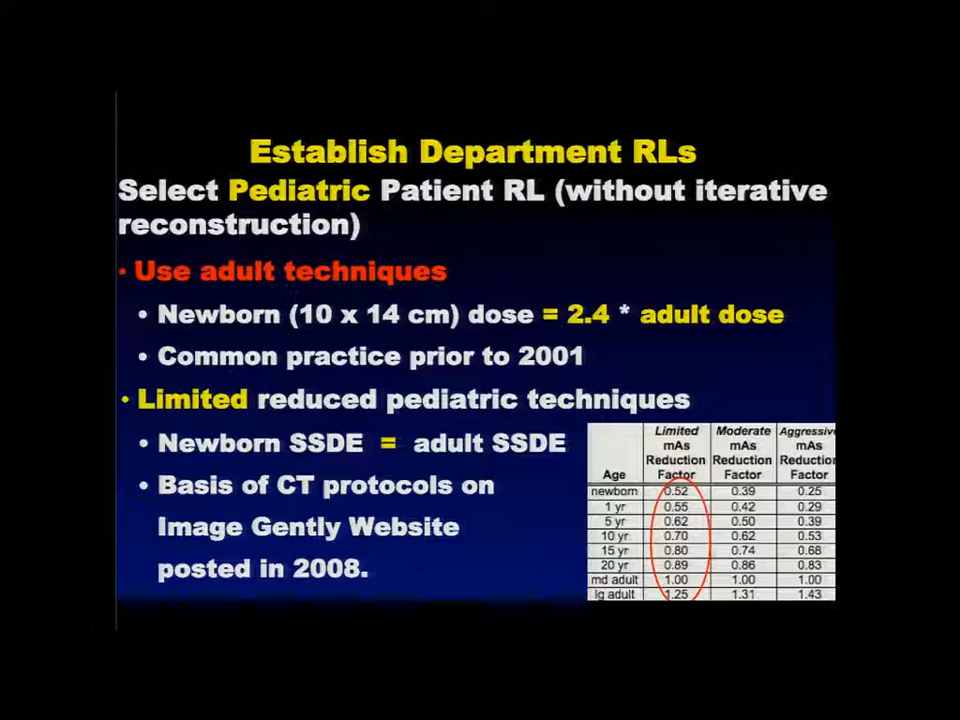 Establish Department RLs
Select Pediatric Patient RL (without iterative
reconstruction)
• Use adult techniques
• Newborn (10 x 14 cm) dose = 2.4 * adult dose
• Common practice prior to 2001
• Limited reduced pediatric techniques
• Newborn SSDE = adult SSDE
• Basis of CT protocols on
Image Gently Website
posted in 2008.
Limited Moderate Aggressive
mAs mAs mAs
Reduction Reduction Reduction
Age Factor Factor Factor
newborn 0.52 0.39 0.25
1 yr 0.55 0.42 0.29
5 yr 0.62 0.50 0.39
10 yr 0.70 0.62 0.53
15 yr 0.80 0.74 0.68
20 yr 0.89 0.86 0.83
md adult 1.00 1.00 1.00
lg adult 1.25 1.31 1.43